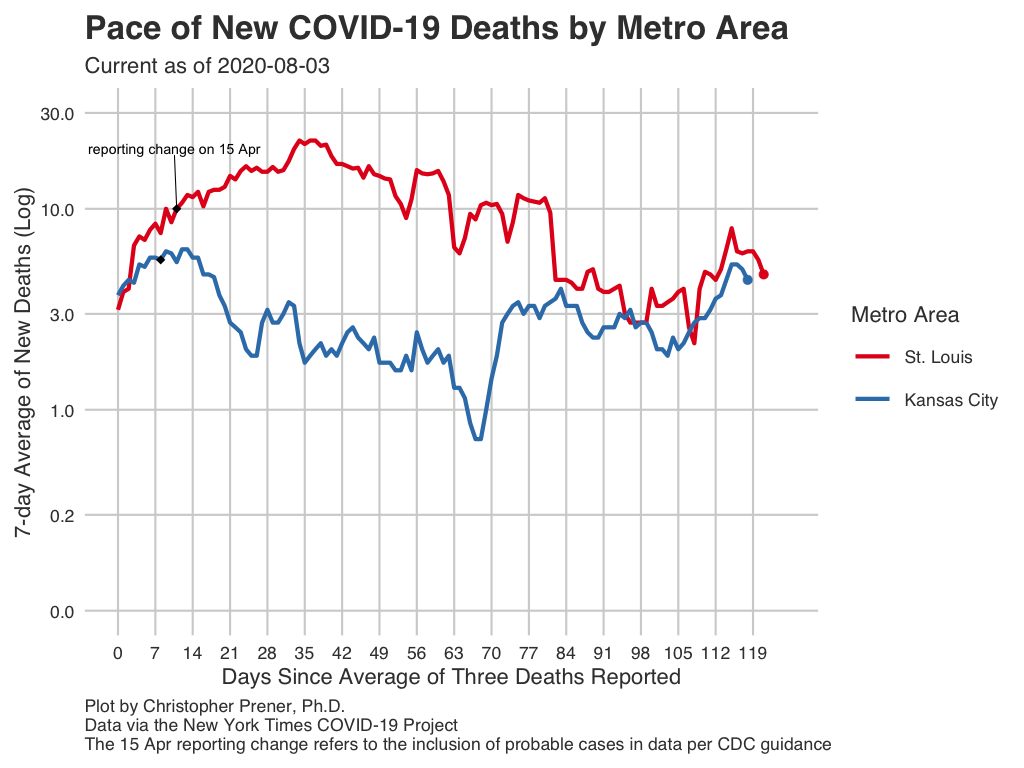 Pace of New COVID-19 Deaths by Metro Area
Current as of 2020-08-03
30.0
reporting change on 15 Apr
10.0
3.0
1.0
0.2
0.0
7-day Average of New Deaths (Log)
0 7 14 21 28 35 42 49 56 63 70 77 84 91 98 105 112 119
Days Since Average of Three Deaths Reported
Metro Area
St. Louis
Kansas City
Plot by Christopher Prener, Ph.D.
Data via the New York Times COVID-19 Project
The 15 Apr reporting change refers to the inclusion of probable cases in data per CDC guidance